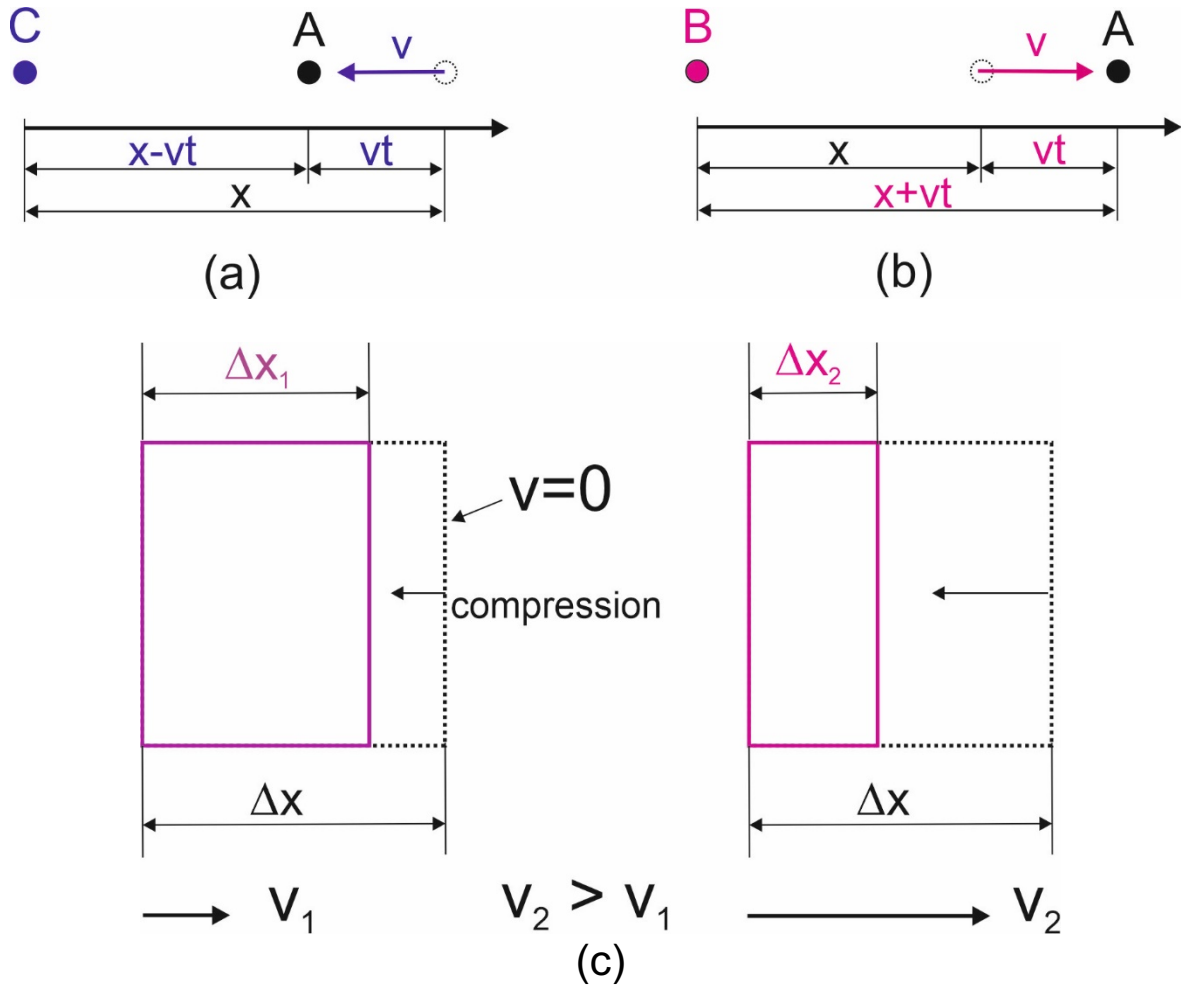 C A v B v A
x-vt vt x vt
x x+vt
(a) (b)
Δx₁ Δx₂
v=0
compression
Δx Δx
v₁ v₂ > v₁ v₂
(c)